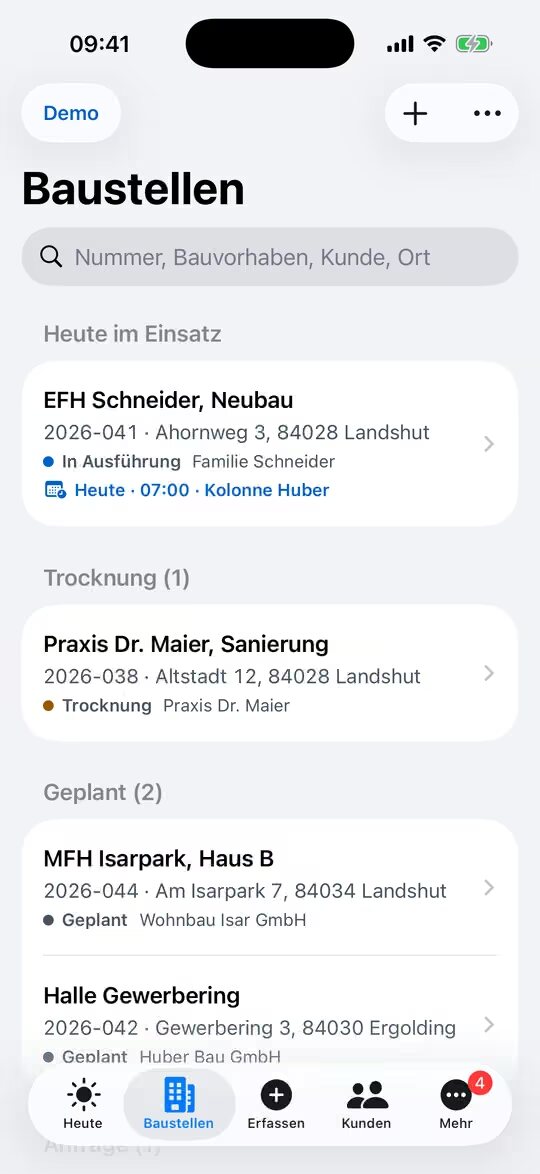 09:41
Demo
Baustellen
Nummer, Bauvorhaben, Kunde, Ort
Heute im Einsatz
EFH Schneider, Neubau
2026-041 · Ahornweg 3, 84028 Landshut
In Ausführung Familie Schneider
Heute · 07:00 · Kolonne Huber
Trocknung (1)
Praxis Dr. Maier, Sanierung
2026-038 · Altstadt 12, 84028 Landshut
Trocknung Praxis Dr. Maier
Geplant (2)
MFH Isarpark, Haus B
2026-044 · Am Isarpark 7, 84034 Landshut
Geplant Wohnbau Isar GmbH
Halle Gewerbering
2026-042 · Gewerbering 3, 84030 Ergolding
Geplant Huber Bau GmbH
4
Heute Baustellen Erfassen Kunden Mehr
Anfrage (1)